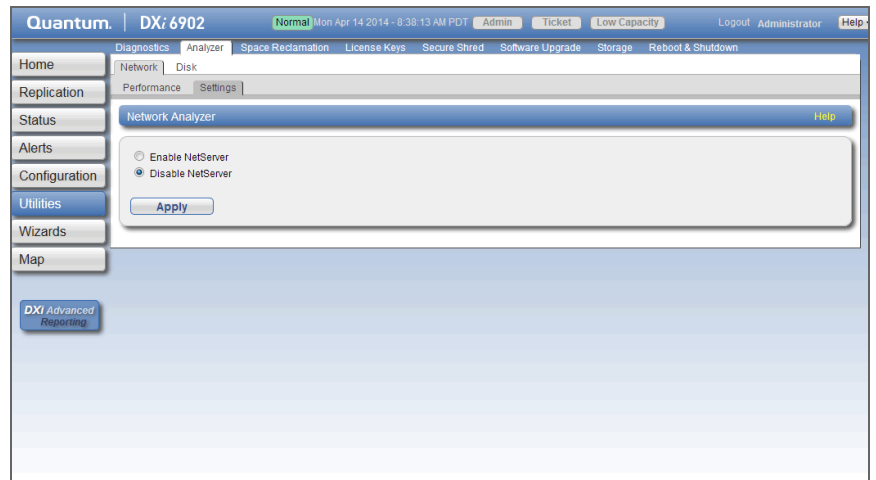 Quantum. DXi 6902 Normal Mon Apr 14 2014 - 8:38:13 AM PDT Admin Ticket Low Capacity Logout Administrator Help
Diagnostics Analyzer Space Reclamation License Keys Secure Shred Software Upgrade Storage Reboot & Shutdown
Home
Network Disk
Replication
Performance Settings
Status
Network Analyzer Help
Alerts
Enable NetServer
Configuration
Disable NetServer
Utilities
Apply
Wizards
Map
DXi Advanced
Reporting